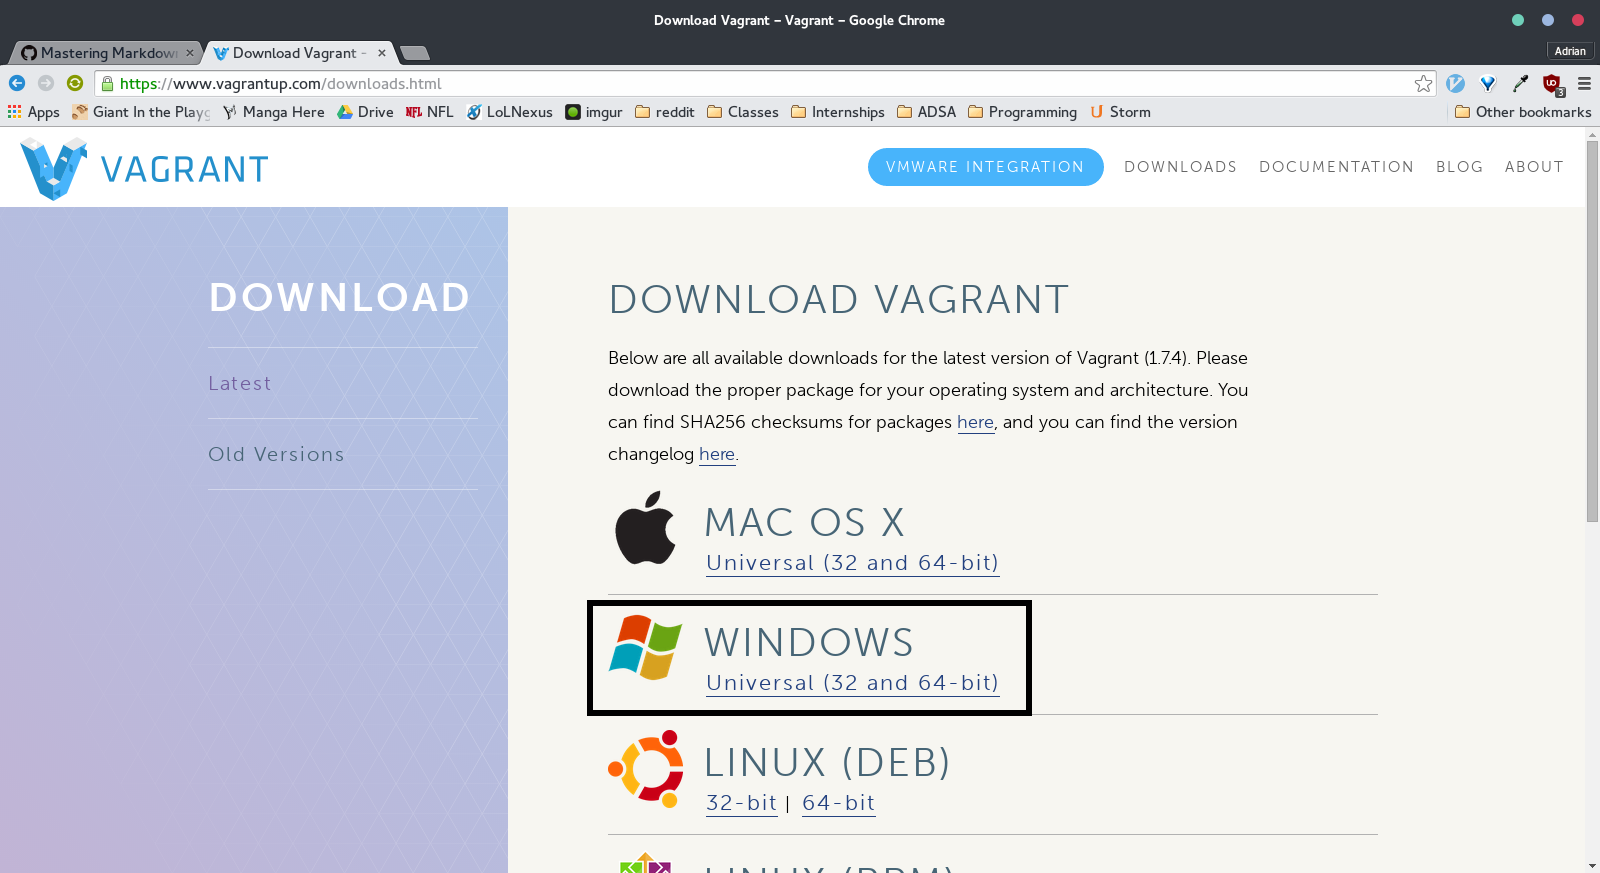 Download Vagrant – Vagrant – Google Chrome
Adrian
Mastering Markdown
Download Vagrant -
https://www.vagrantup.com/downloads.html
3
Apps
Giant In the Playg
Manga Here
Drive
NFL
LoLNexus
imgur
reddit
Classes
Internships
ADSA
Programming
Storm
Other bookmarks
VAGRANT
VMWARE INTEGRATION
DOWNLOADS
DOCUMENTATION
BLOG
ABOUT
DOWNLOAD
Latest
Old Versions
DOWNLOAD VAGRANT
Below are all available downloads for the latest version of Vagrant (1.7.4). Please
download the proper package for your operating system and architecture. You
can find SHA256 checksums for packages here, and you can find the version
changelog here.
MAC OS X
Universal (32 and 64-bit)
WINDOWS
Universal (32 and 64-bit)
LINUX (DEB)
32-bit | 64-bit
LINUX (RPM)